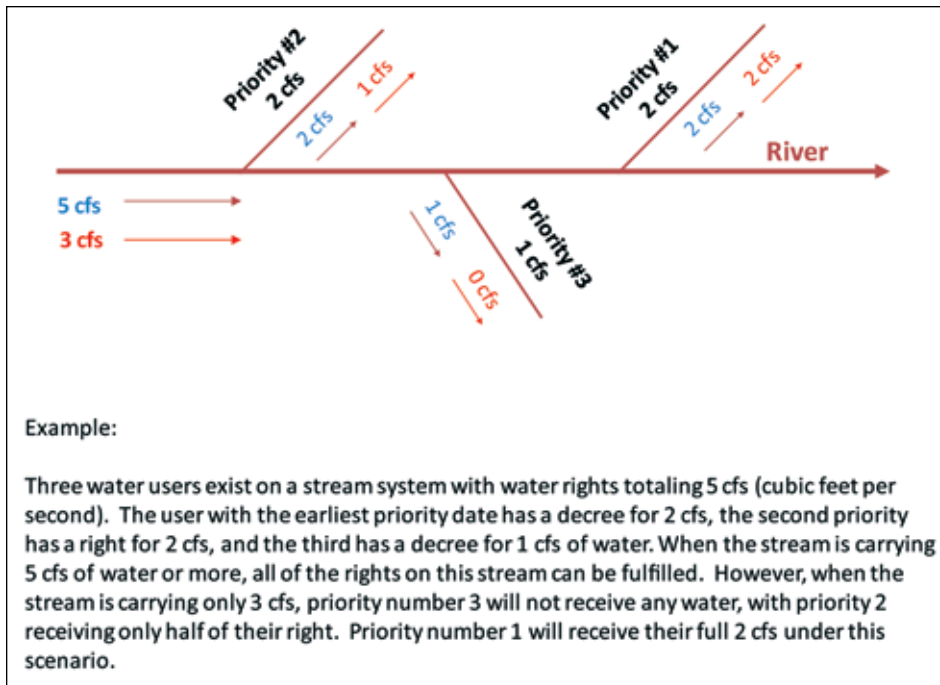 Priority #2
2 cfs
2 cfs
1 cfs
Priority #1
2 cfs
2 cfs
2 cfs
River
5 cfs
3 cfs
1 cfs
0 cfs
Priority #3
1 cfs
Example:
Three water users exist on a stream system with water rights totaling 5 cfs (cubic feet per
second).  The user with the earliest priority date has a decree for 2 cfs, the second priority
has a right for 2 cfs, and the third has a decree for 1 cfs of water. When the stream is carrying
5 cfs of water or more, all of the rights on this stream can be fulfilled.  However, when the
stream is carrying only 3 cfs, priority number 3 will not receive any water, with priority 2
receiving only half of their right.  Priority number 1 will receive their full 2 cfs under this
scenario.